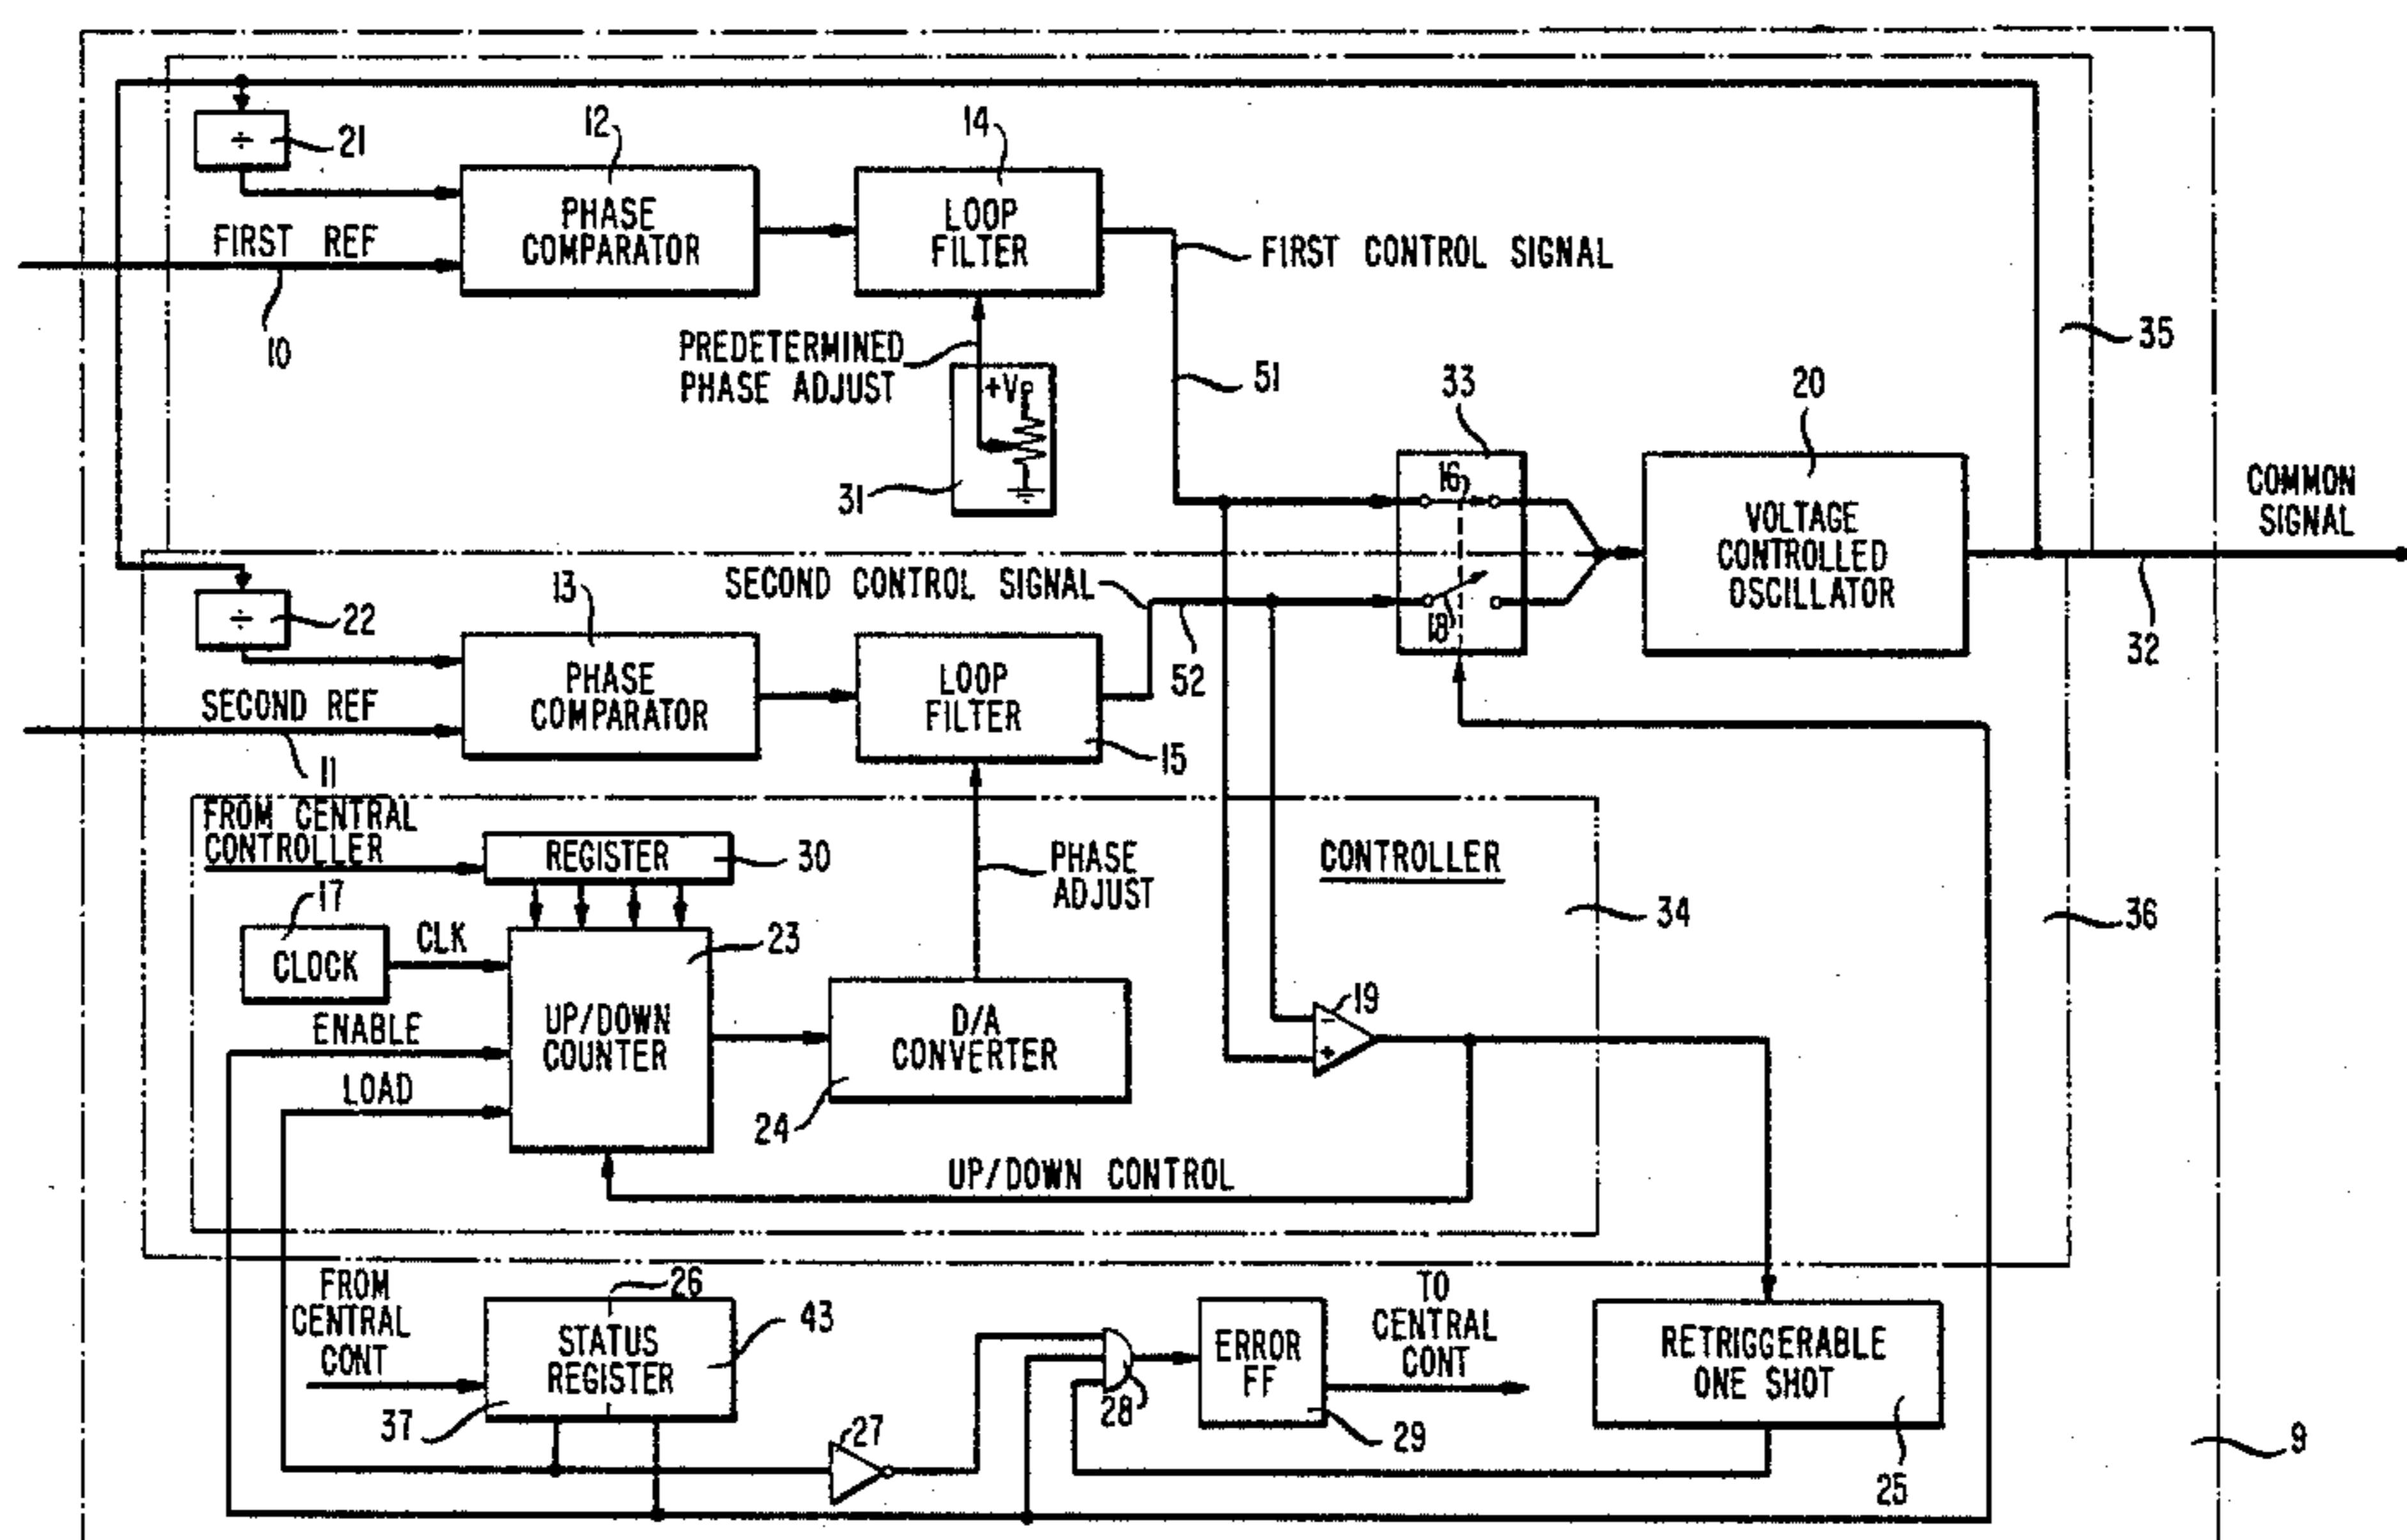 12
14
÷
21
PHASE
COMPARATOR
LOOP
FILTER
FIRST REF
FIRST CONTROL SIGNAL
10
PREDETERMINED
PHASE ADJUST
+Vp
31
51
33
20
35
16
18
VOLTAGE
CONTROLLED
OSCILLATOR
COMMON
SIGNAL
32
÷
22
13
SECOND CONTROL SIGNAL
52
PHASE
COMPARATOR
LOOP
FILTER
15
SECOND REF
11
FROM CENTRAL
CONTROLLER
REGISTER
30
PHASE
ADJUST
CONTROLLER
34
36
17
CLOCK
CLK
23
UP/DOWN
COUNTER
ENABLE
LOAD
D/A
CONVERTER
24
19
-
+
UP/DOWN CONTROL
FROM
CENTRAL
CONT
26
STATUS
REGISTER
43
37
27
28
ERROR
FF
29
TO
CENTRAL
CONT
RETRIGGERABLE
ONE SHOT
25
9